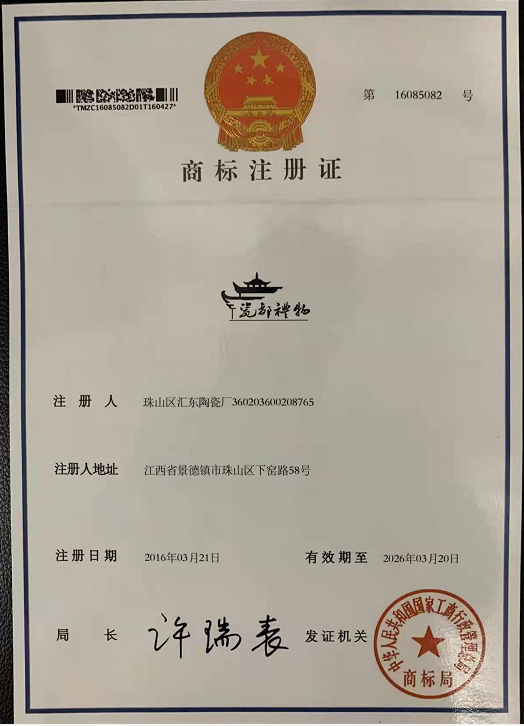 *TMZC16085082D01T160427*
第 16085082 号
商标注册证
瓷都禮物
注册人 珠山区汇东陶瓷厂360203600208765
注册人地址 江西省景德镇市珠山区下窑路58号
注册日期 2016年03月21日 有效期至 2026年03月20日
局长 许瑞表 发证机关
中华人民共和国国家工商行政管理总局
商标局